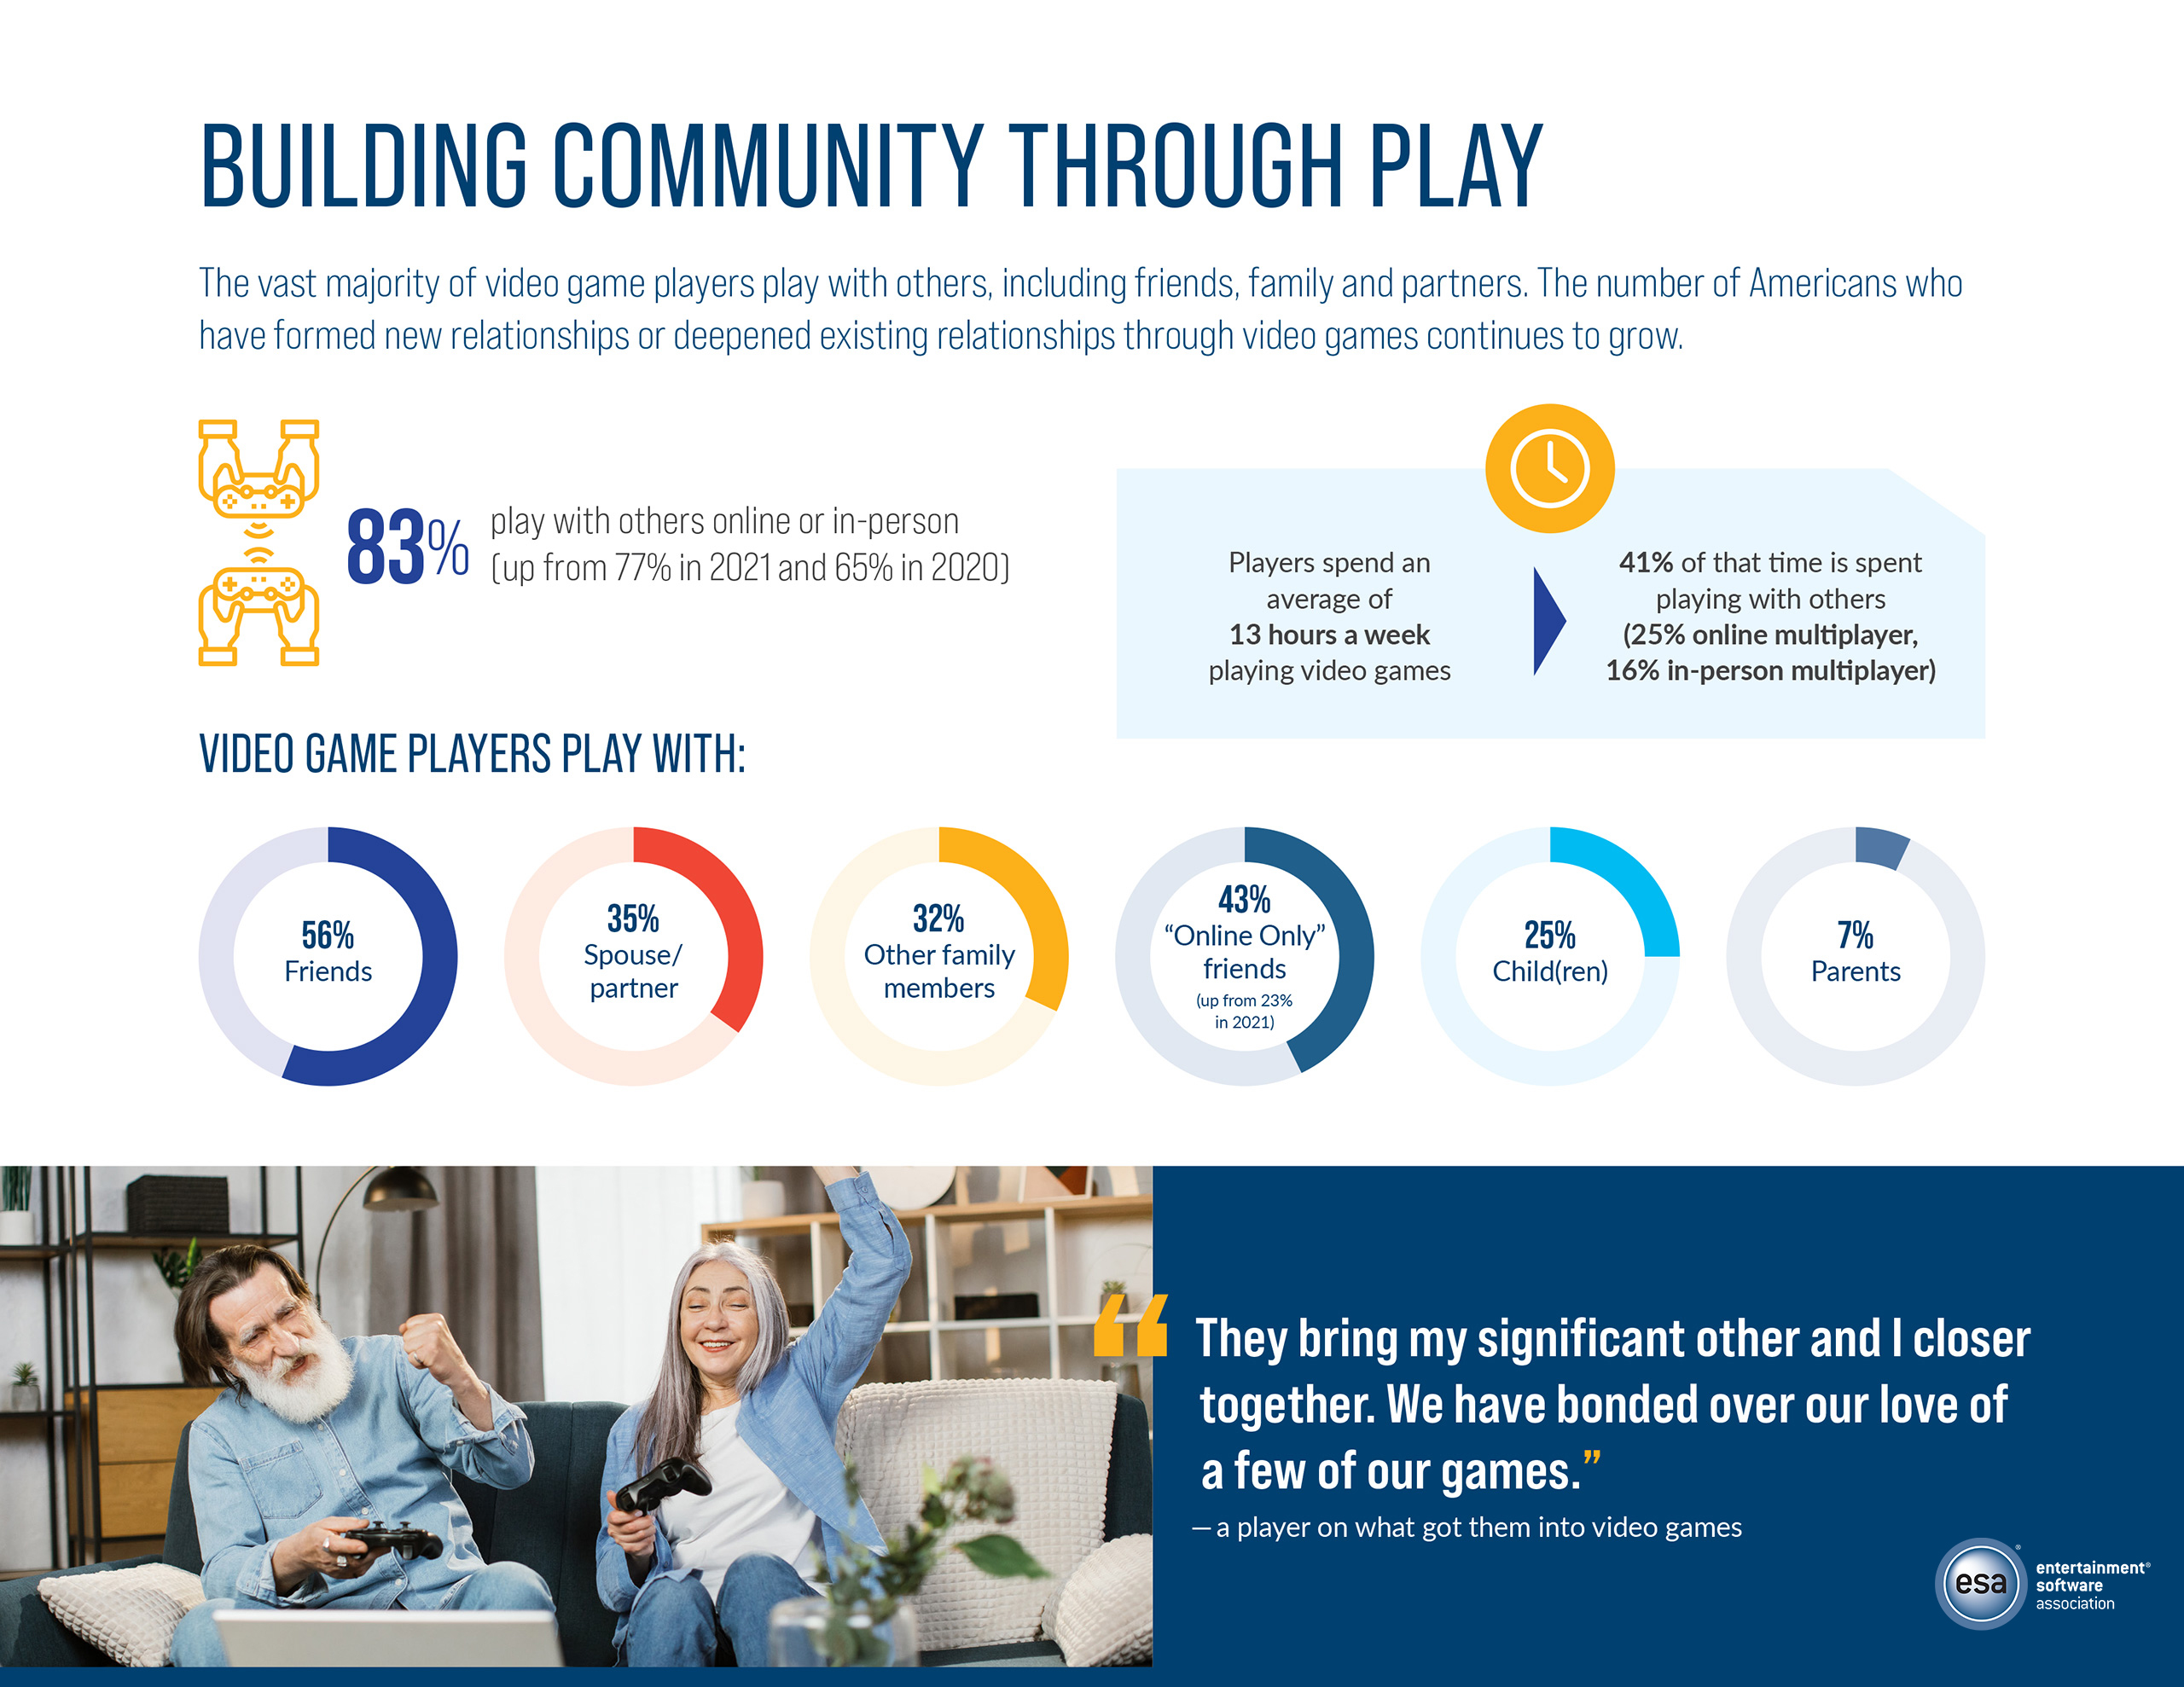 BUILDING COMMUNITY THROUGH PLAY
The vast majority of video game players play with others, including friends, family and partners. The number of Americans who
have formed new relationships or deepened existing relationships through video games continues to grow.
83%
play with others online or in-person
(up from 77% in 2021 and 65% in 2020)
Players spend an
average of
13 hours a week
playing video games
41% of that time is spent
playing with others
(25% online multiplayer,
16% in-person multiplayer)
VIDEO GAME PLAYERS PLAY WITH:
56%
Friends
35%
Spouse/
partner
32%
Other family
members
43%
“Online Only”
friends
(up from 23%
in 2021)
25%
Child(ren)
7%
Parents
“They bring my significant other and I closer
together. We have bonded over our love of
a few of our games.”
— a player on what got them into video games
esa®
entertainment®
software
association